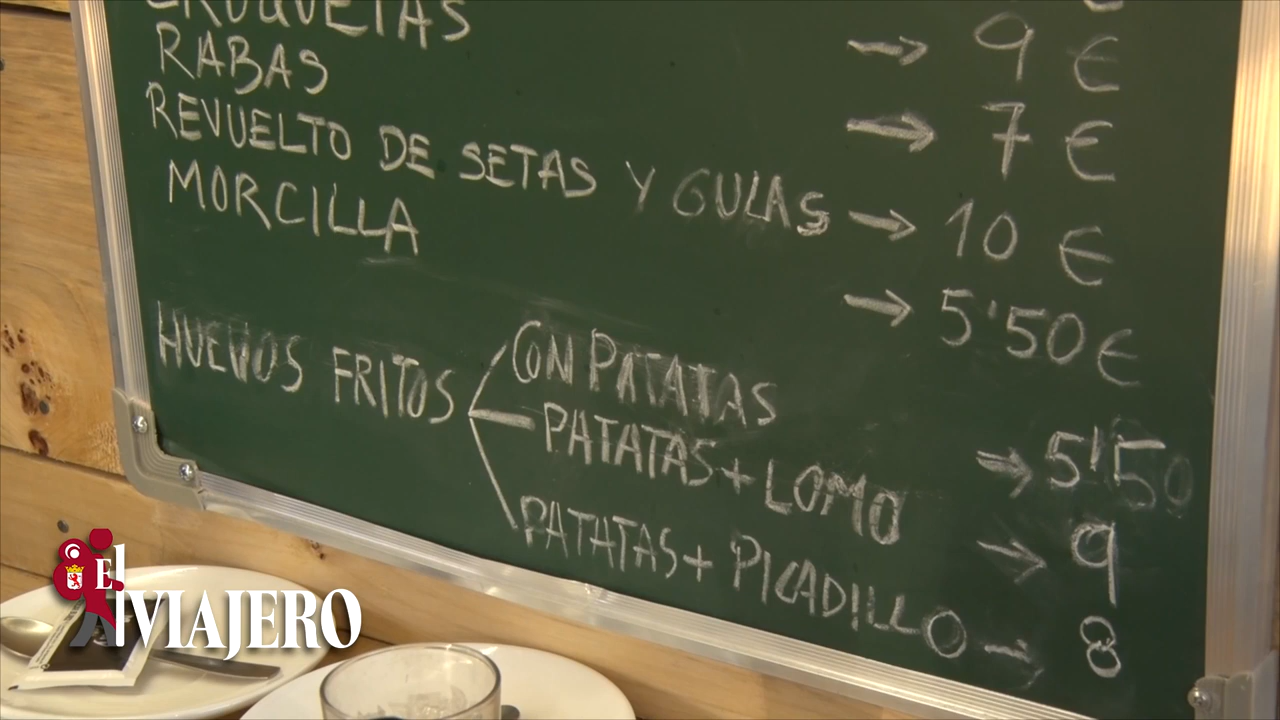 €
CROQUETAS → 9 €
RABAS → 7 €
REVUELTO DE SETAS Y GULAS → 10 €
MORCILLA → 5'50 €
HUEVOS FRITOS CON PATATAS → 5'50
PATATAS + LOMO → 9
PATATAS + PICADILLO → 8
El VIAJERO